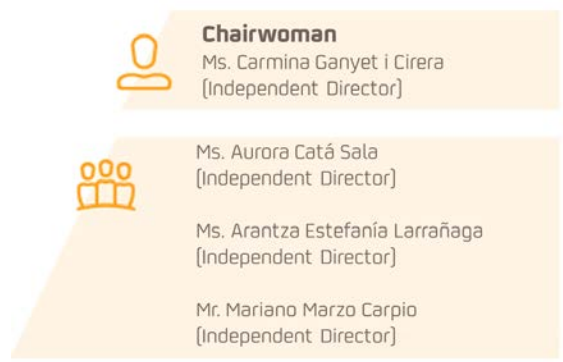 Chairwoman
Ms. Carmina Ganyet i Cirera
(Independent Director)
Ms. Aurora Catá Sala
(Independent Director)
Ms. Arantza Estefanía Larrañaga
(Independent Director)
Mr. Mariano Marzo Carpio
(Independent Director)